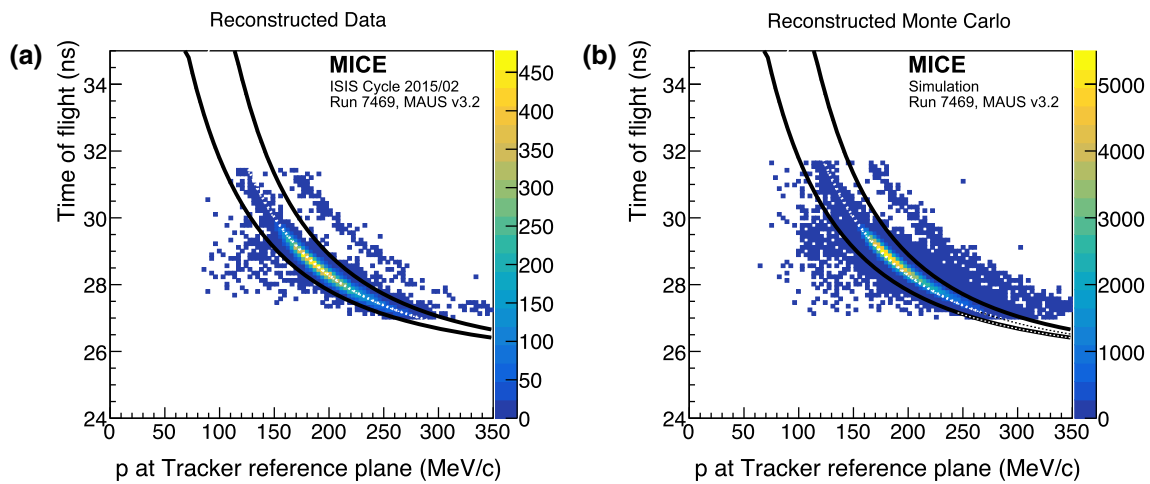 Reconstructed Data
(a)
Time of flight (ns)
MICE
ISIS Cycle 2015/02
Run 7469, MAUS v3.2
34
32
30
28
26
24
0 50 100 150 200 250 300 350
450
400
350
300
250
200
150
100
50
0
p at Tracker reference plane (MeV/c)
Reconstructed Monte Carlo
(b)
Time of flight (ns)
MICE
Simulation
Run 7469, MAUS v3.2
34
32
30
28
26
24
0 50 100 150 200 250 300 350
5000
4000
3000
2000
1000
0
p at Tracker reference plane (MeV/c)